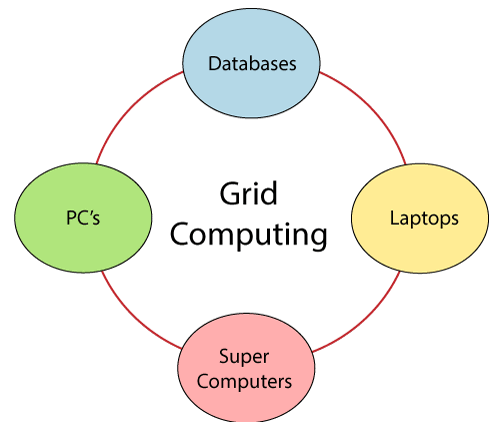 Databases
PC's
Grid
Computing
Laptops
Super
Computers